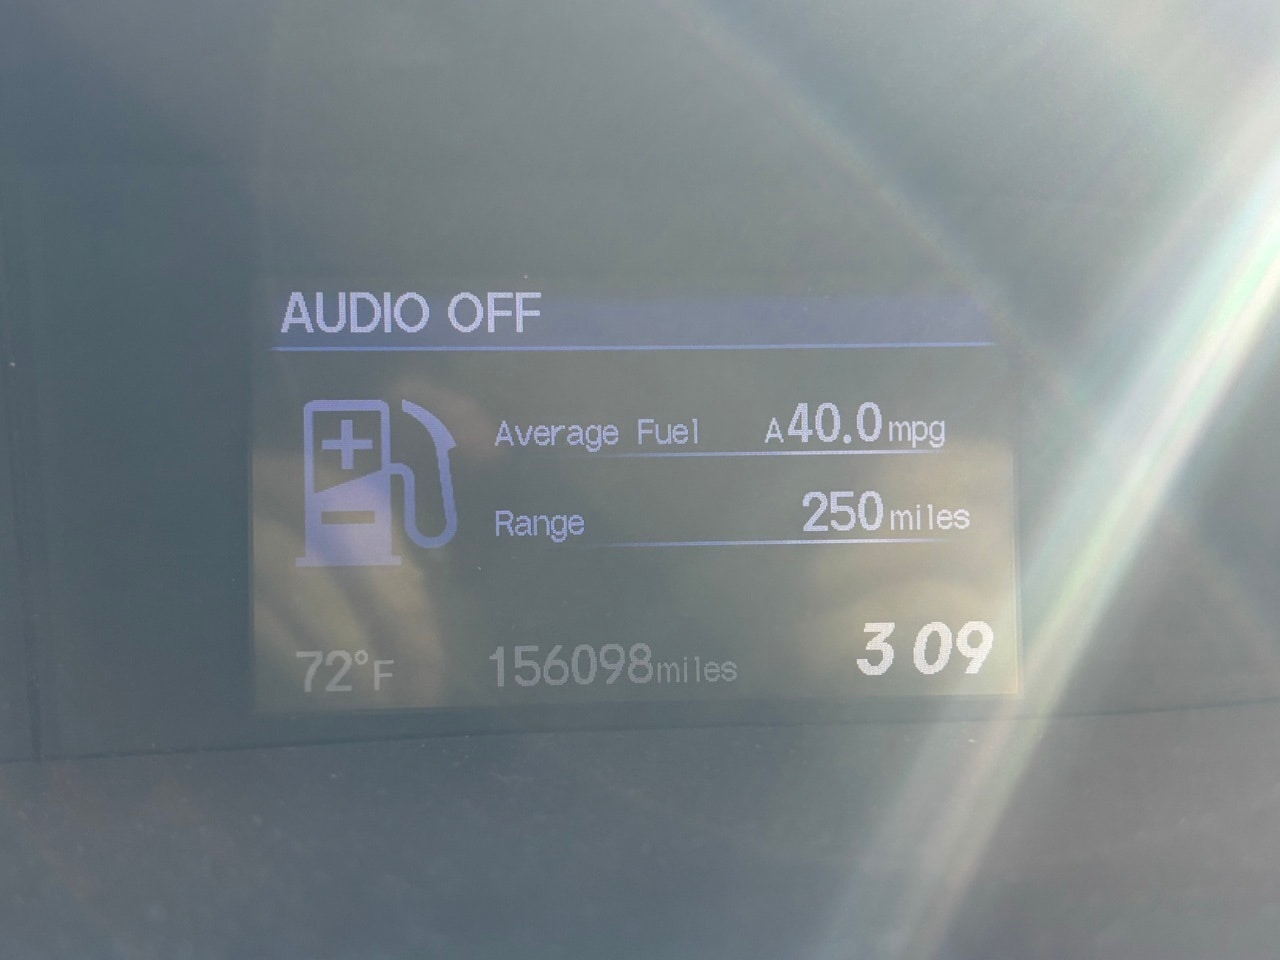 AUDIO OFF
Average Fuel A40.0mpg
Range 250miles
72°F 156098miles 3 09